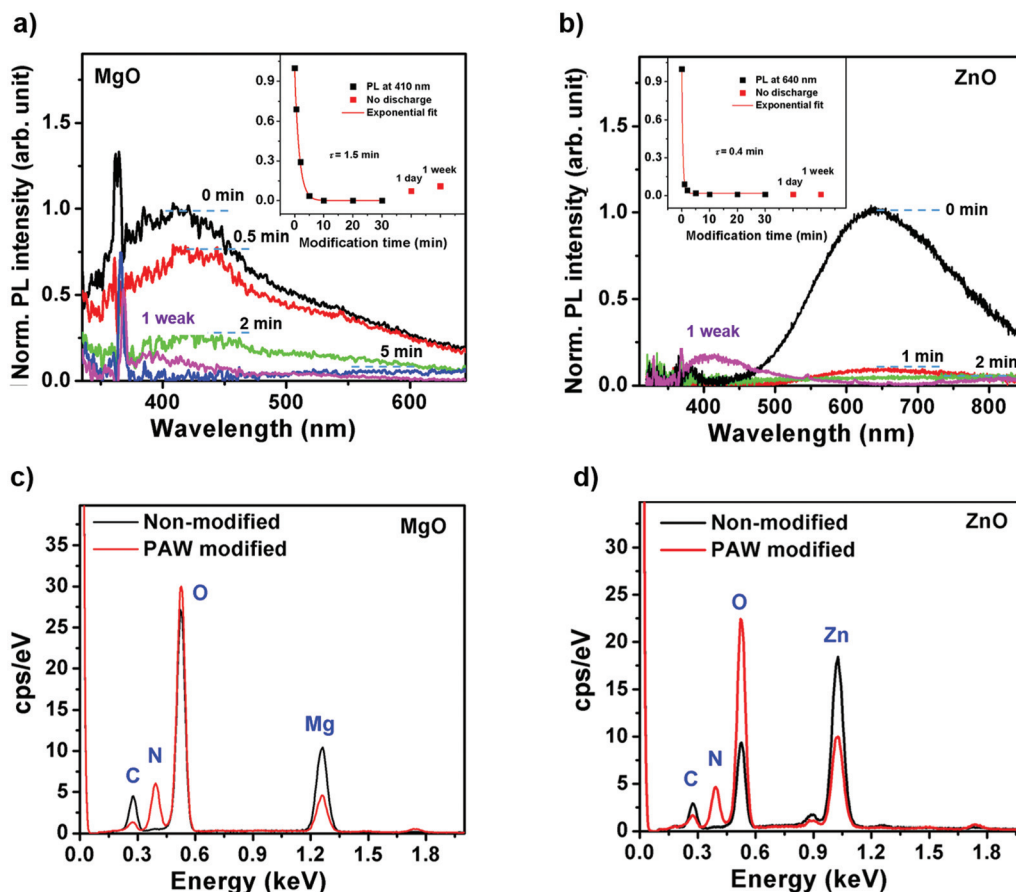 a)
MgO
Norm. PL intensity (arb. unit)
1.5
1.0
0.5
0.0
400
500
600
Wavelength (nm)
0 min
0.5 min
2 min
5 min
1 weak
0.9
0.6
0.3
0.0
0 10 20 30
Modification time (min)
PL at 410 nm
No discharge
Exponential fit
τ = 1.5 min
1 day
1 week
b)
ZnO
Norm. PL intensity (arb. unit)
1.5
1.0
0.5
0.0
400 500 600 700 800
Wavelength (nm)
0 min
1 min
2 min
1 weak
0.9
0.6
0.3
0.0
0 10 20 30
Modification time (min)
PL at 640 nm
No discharge
Exponential fit
τ = 0.4 min
1 day
1 week
c)
Non-modified
PAW modified
MgO
cps/eV
35
30
25
20
15
10
5
0
0.0 0.3 0.6 0.9 1.2 1.5 1.8
Energy (keV)
C
N
O
Mg
d)
Non-modified
PAW modified
ZnO
cps/eV
35
30
25
20
15
10
5
0
0.0 0.3 0.6 0.9 1.2 1.5 1.8
Energy (keV)
C
N
O
Zn